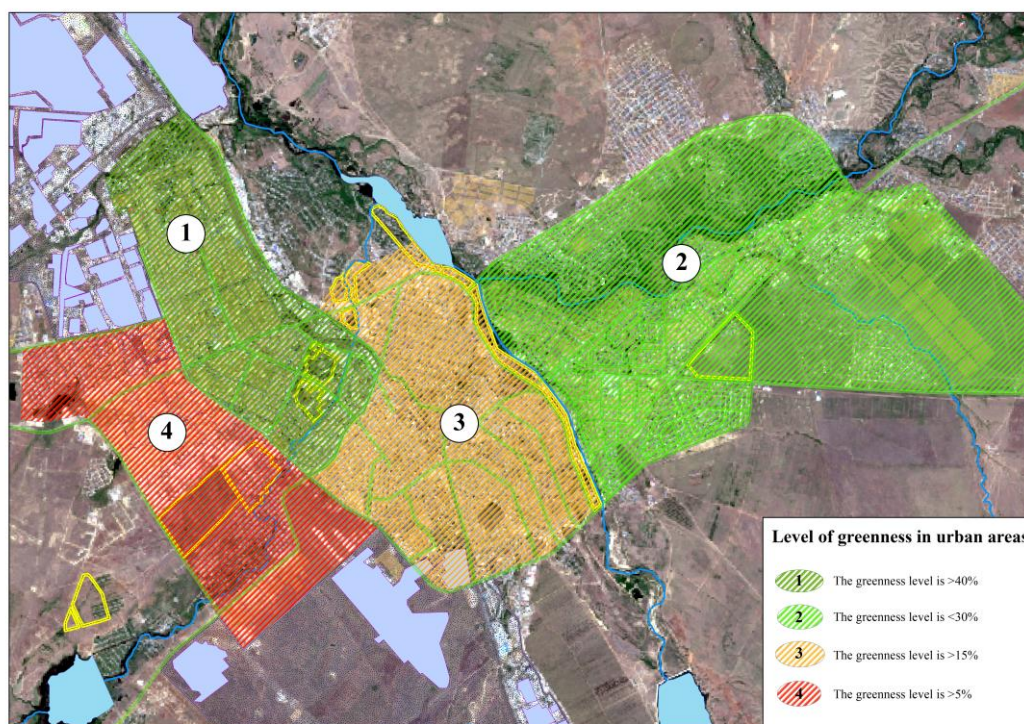 1
2
3
4
Level of greenness in urban areas
1 The greenness level is >40%
2 The greenness level is <30%
3 The greenness level is >15%
4 The greenness level is >5%